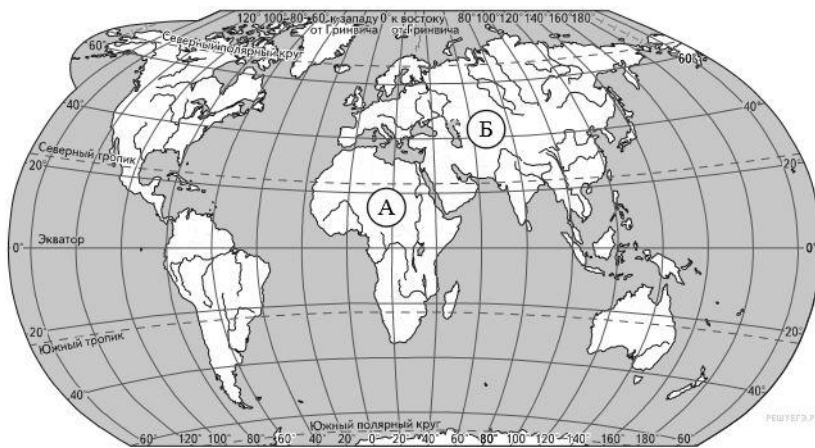 120°100°80°60° к западу 0° к востоку 80°100°120°140°160°180°
от Гринвича от Гринвича
Северный полярный круг
60° 60°
40° 40°
Б
Северный тропик
20° 20°
А
Экватор
0° 0°
20° 20°
Южный тропик
40° 40
Южный полярный круг
60° 120° 100° 80° 60° 40° 20° 0° 20° 40° 60° 80° 100° 120° 140° 160° 180° 60°
РЕШУЕГЭ.Р